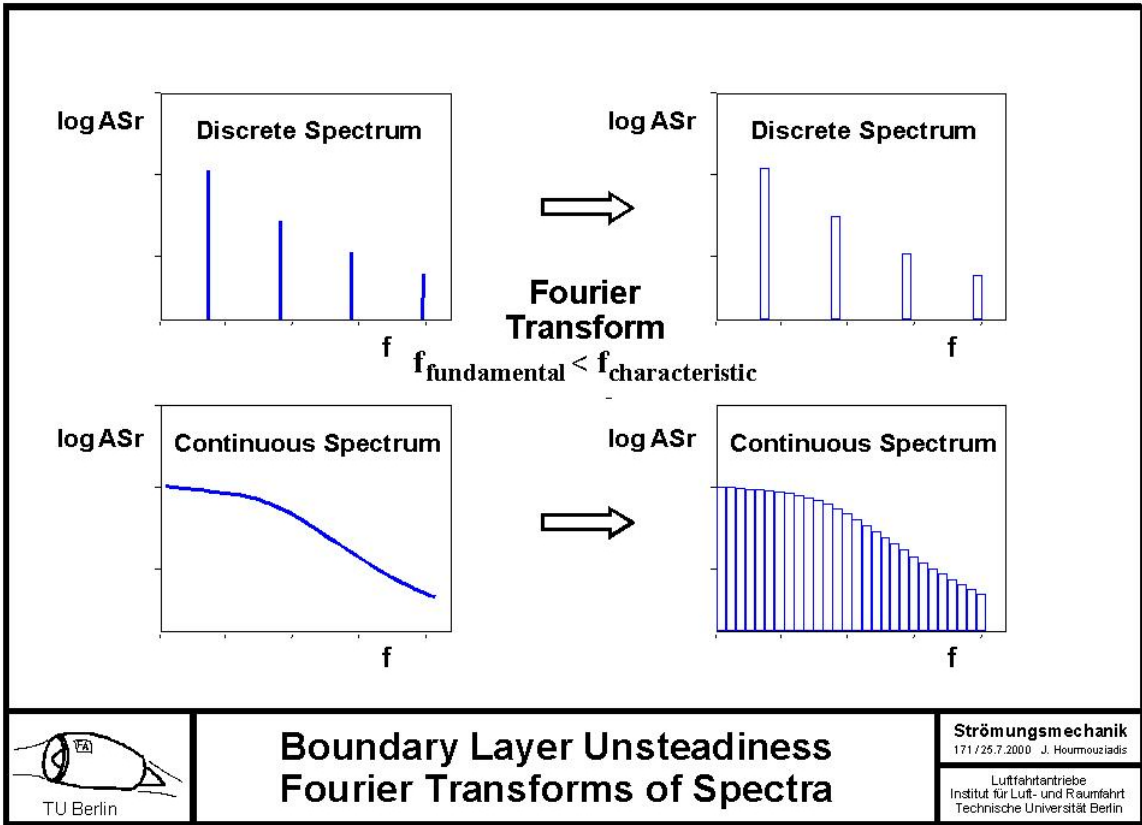 log ASr
Discrete Spectrum
f
log ASr
Discrete Spectrum
f
Fourier
Transform
f_fundamental < f_characteristic
log ASr
Continuous Spectrum
f
log ASr
Continuous Spectrum
f
FA
TU Berlin
Boundary Layer Unsteadiness
Fourier Transforms of Spectra
Strömungsmechanik
171 / 25.7.2000 J. Hourmouziadis
Luftfahrtantriebe
Institut für Luft- und Raumfahrt
Technische Universität Berlin